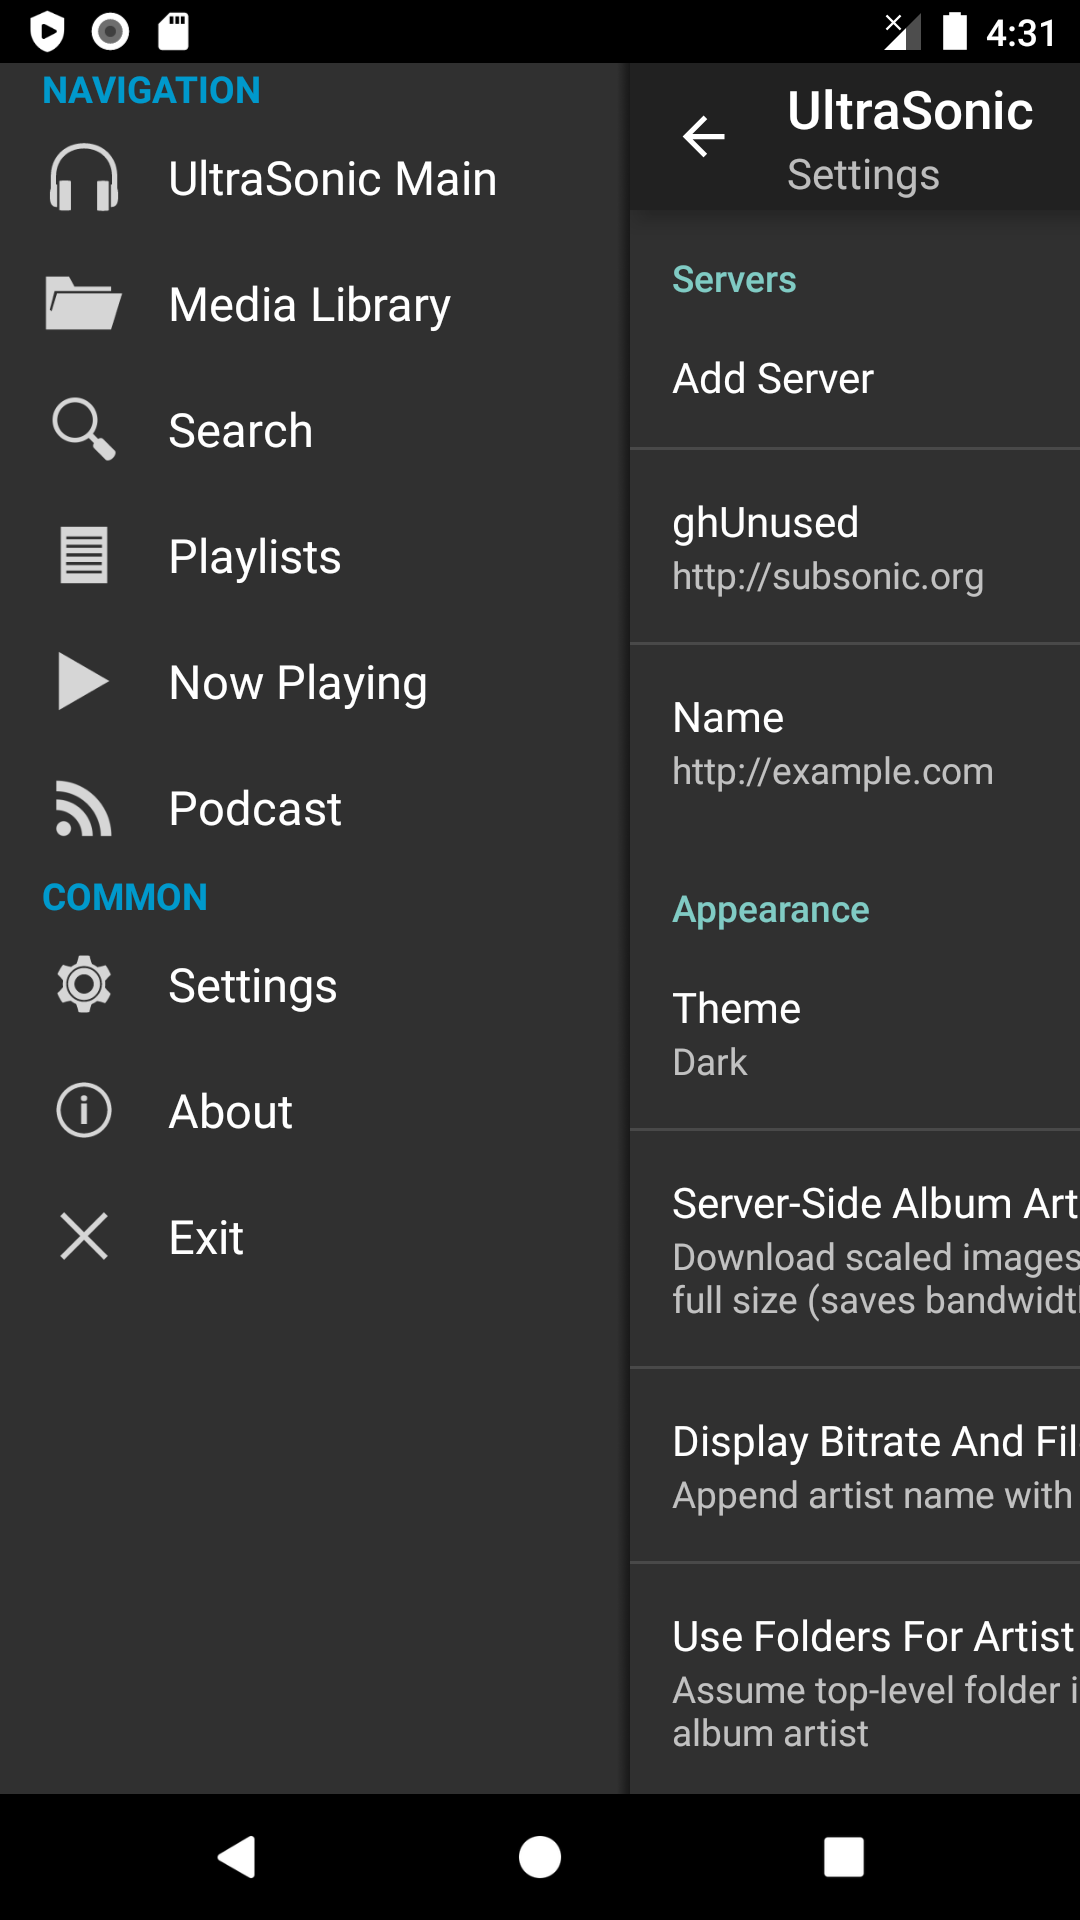 4:31
NAVIGATION
UltraSonic Main
Media Library
Search
Playlists
Now Playing
Podcast
COMMON
Settings
About
Exit
UltraSonic
Settings
Servers
Add Server
ghUnused
http://subsonic.org
Name
http://example.com
Appearance
Theme
Dark
Server-Side Album Art
Download scaled images
full size (saves bandwidth
Display Bitrate And Fil
Append artist name with
Use Folders For Artist
Assume top-level folder i
album artist